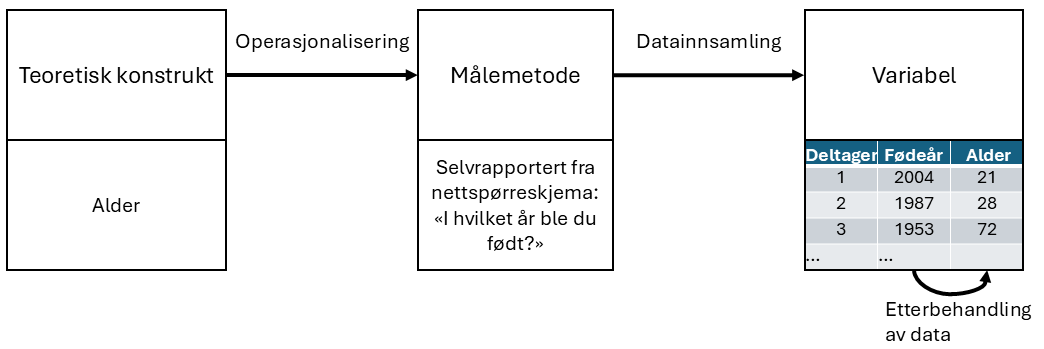 Operasjonalisering
Datainnsamling
Teoretisk konstrukt
Målemetode
Variabel
Alder
Selvrapportert fra
nettspørreskjema:
«I hvilket år ble du
født?»
Deltager Fødeår Alder
1 2004 21
2 1987 28
3 1953 72
... ...
Etterbehandling
av data